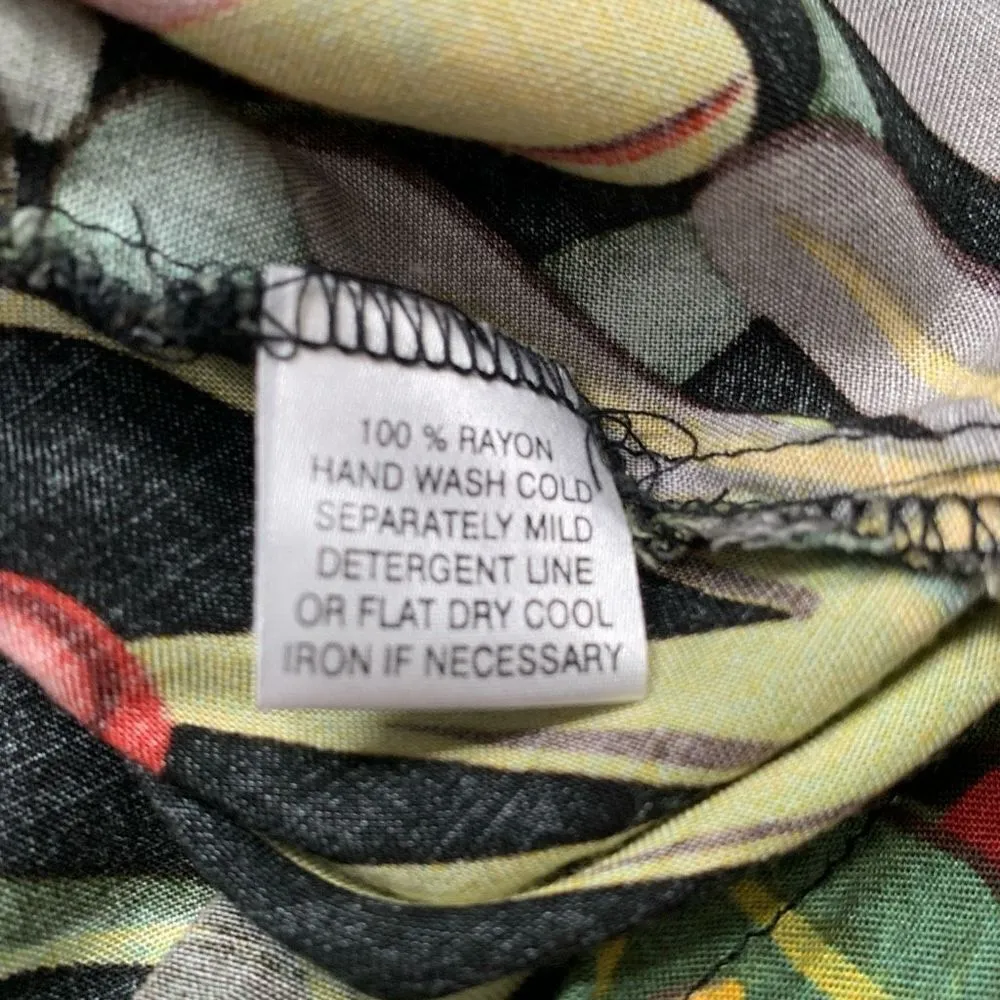 100 % RAYON
HAND WASH COLD
SEPARATELY MILD
DETERGENT LINE
OR FLAT DRY COOL
IRON IF NECESSARY